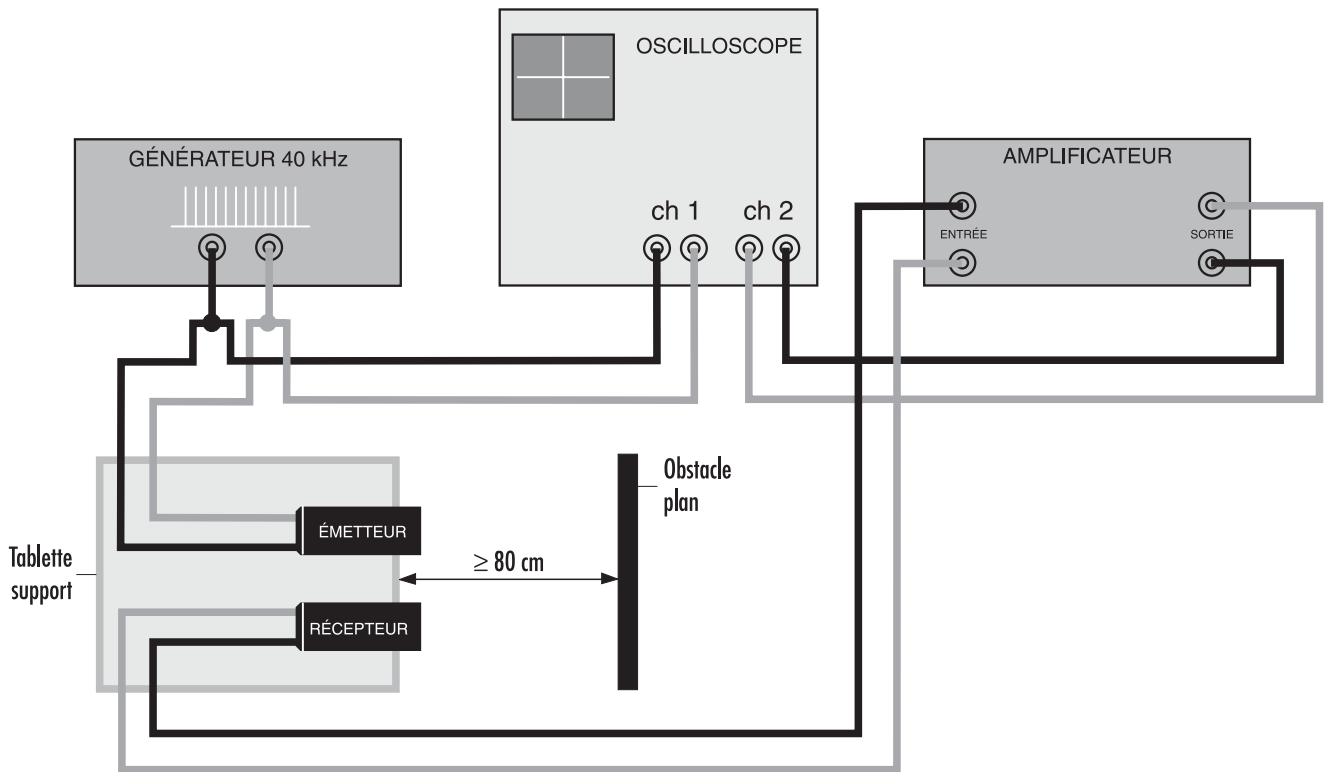 OSCILLOSCOPE
GÉNÉRATEUR 40 kHz
AMPLIFICATEUR
ch 1
ch 2
ENTRÉE
SORTIE
Obstacle
plan
ÉMETTEUR
≥ 80 cm
Tablette
support
RÉCEPTEUR